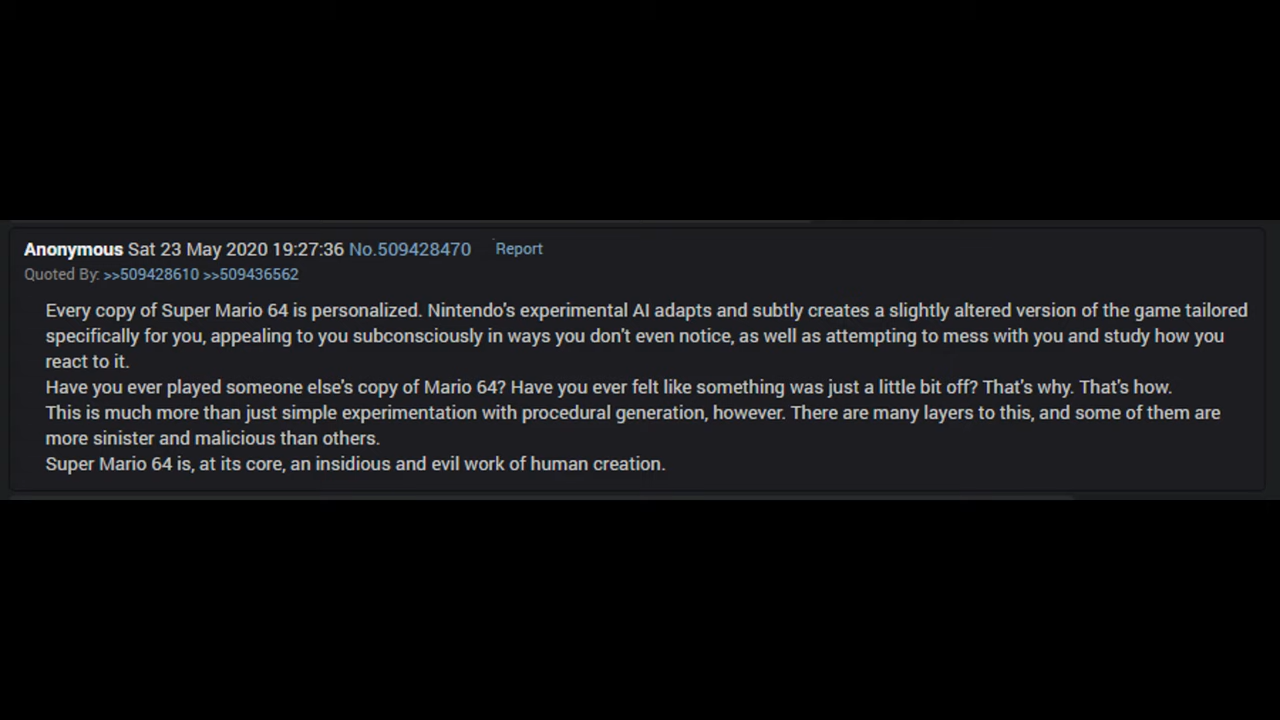 Anonymous Sat 23 May 2020 19:27:36 No.509428470 Report
Quoted By: >>509428610 >>509436562
Every copy of Super Mario 64 is personalized. Nintendo's experimental AI adapts and subtly creates a slightly altered version of the game tailored
specifically for you, appealing to you subconsciously in ways you don't even notice, as well as attempting to mess with you and study how you
react to it.
Have you ever played someone else's copy of Mario 64? Have you ever felt like something was just a little bit off? That's why. That's how.
This is much more than just simple experimentation with procedural generation, however. There are many layers to this, and some of them are
more sinister and malicious than others.
Super Mario 64 is, at its core, an insidious and evil work of human creation.